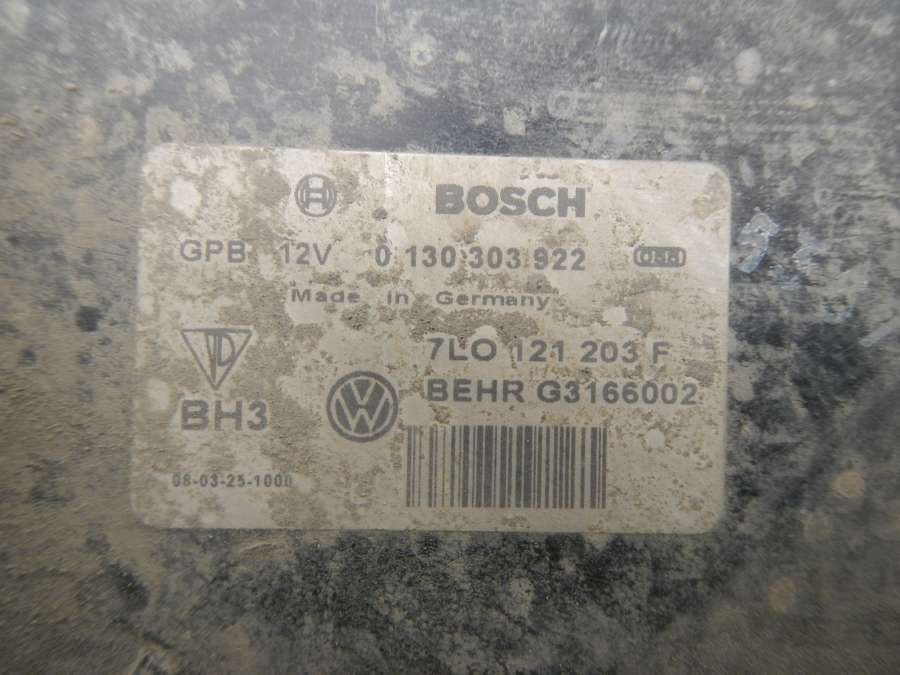 BOSCH
GPB 12V 0 130 303 922
Made in Germany
7LO 121 203 F
BEHR G3166002
BH3
08-03-25-1000